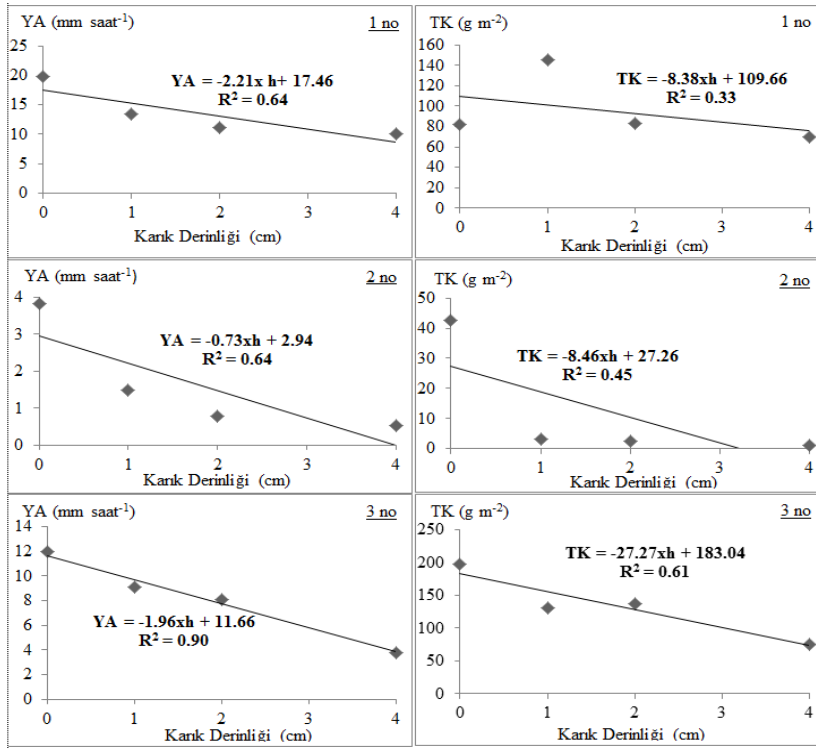 YA (mm saat⁻¹)
1 no
25
20
15
10
5
0
YA = -2.21x h+ 17.46
R² = 0.64
0 1 2 3 4
Karık Derinliği (cm)
TK (g m⁻²)
1 no
160
140
120
100
80
60
40
20
0
TK = -8.38xh + 109.66
R² = 0.33
0 1 2 3 4
Karık Derinliği (cm)
YA (mm saat⁻¹)
2 no
4
3
2
1
0
YA = -0.73xh + 2.94
R² = 0.64
0 1 2 3 4
Karık Derinliği (cm)
TK (g m⁻²)
2 no
50
40
30
20
10
0
TK = -8.46xh + 27.26
R² = 0.45
0 1 2 3 4
Karık Derinliği (cm)
YA (mm saat⁻¹)
3 no
14
12
10
8
6
4
2
0
YA = -1.96xh + 11.66
R² = 0.90
0 1 2 3 4
Karık Derinliği (cm)
TK (g m⁻²)
3 no
250
200
150
100
50
0
TK = -27.27xh + 183.04
R² = 0.61
0 1 2 3 4
Karık Derinliği (cm)